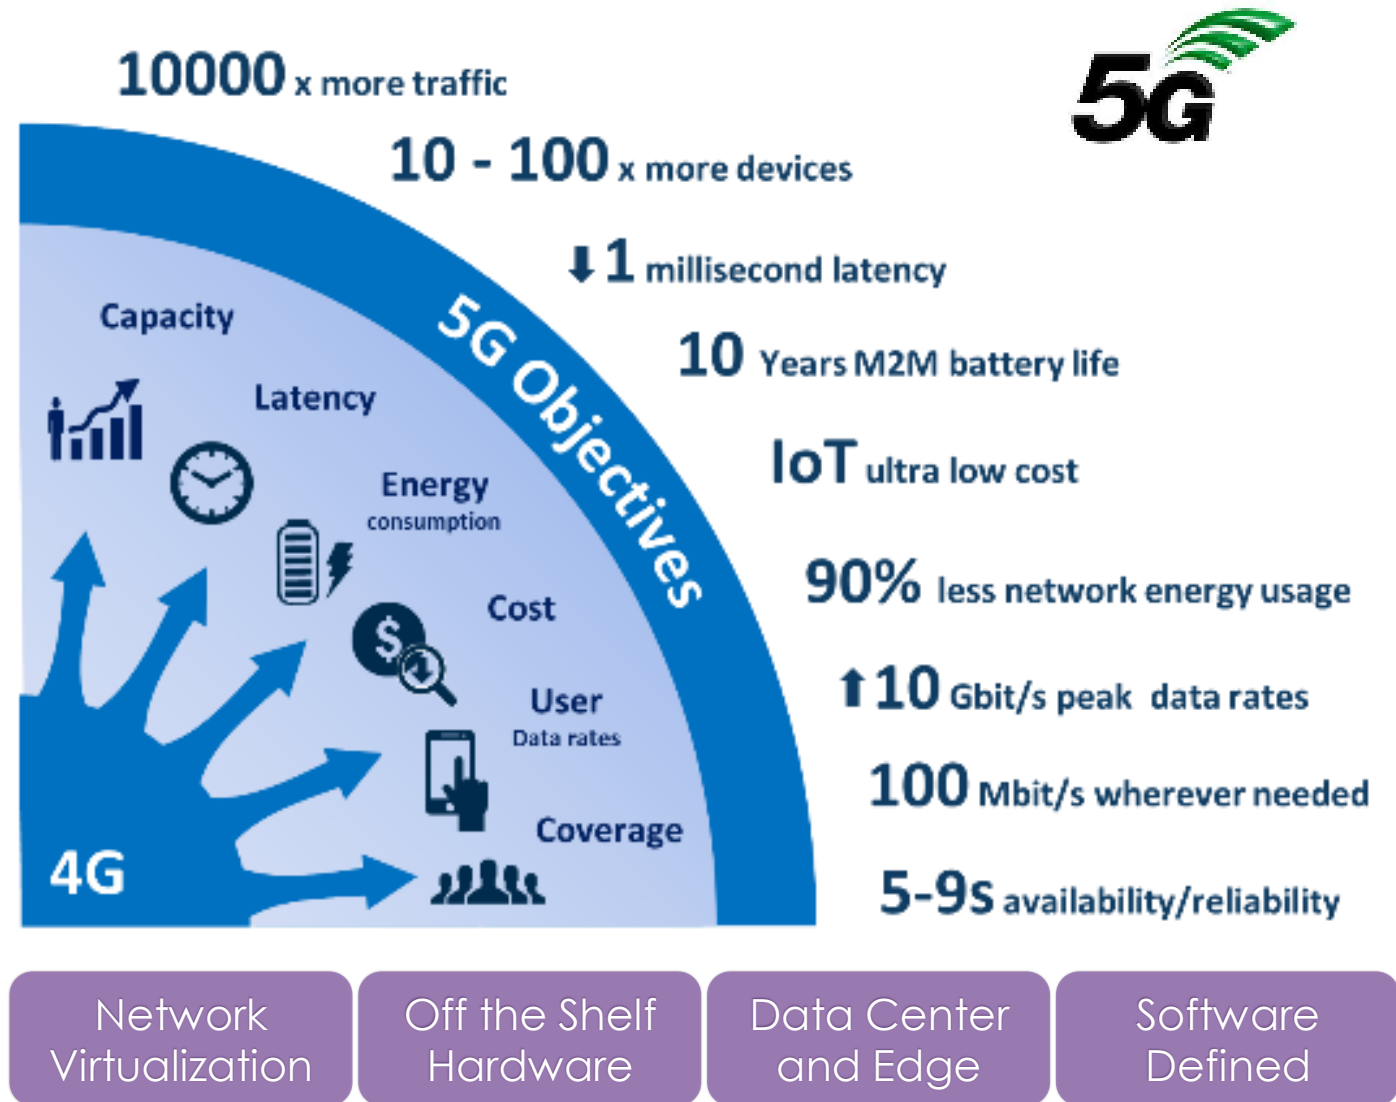 5G
10000 x more traffic
10 - 100 x more devices
1 millisecond latency
10 Years M2M battery life
IoT ultra low cost
90% less network energy usage
10 Gbit/s peak data rates
100 Mbit/s wherever needed
5-9s availability/reliability
5G Objectives
Capacity
Latency
Energy
consumption
Cost
User
Data rates
Coverage
4G
Network
Virtualization
Off the Shelf
Hardware
Data Center
and Edge
Software
Defined